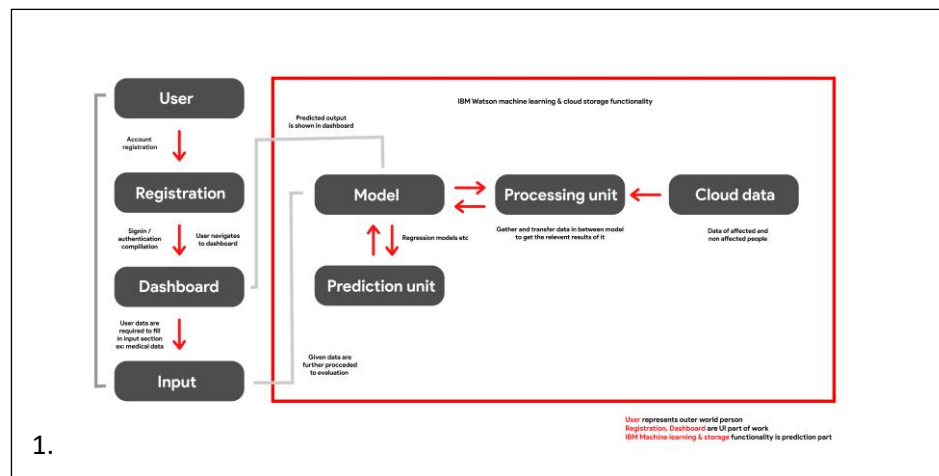 IBM Watson machine learning & cloud storage functionality
User
Predicted output
is shown in dashboard
Account
registration
Registration
Model
Processing unit
Cloud data
Signin /
authentication
complilation
User navigates
to dashboard
Regression models etc
Gather and transfer data in between model
to get the relevent results of it
Data of affected and
non affected people
Dashboard
Prediction unit
User data are
required to fill
in input section
ex: medical data
Given data are
further procceded
to evaluation
Input
User represents outer world person
Registration, Dashboard are UI part of work
IBM Machine learning & storage functionality is prediction part
1.